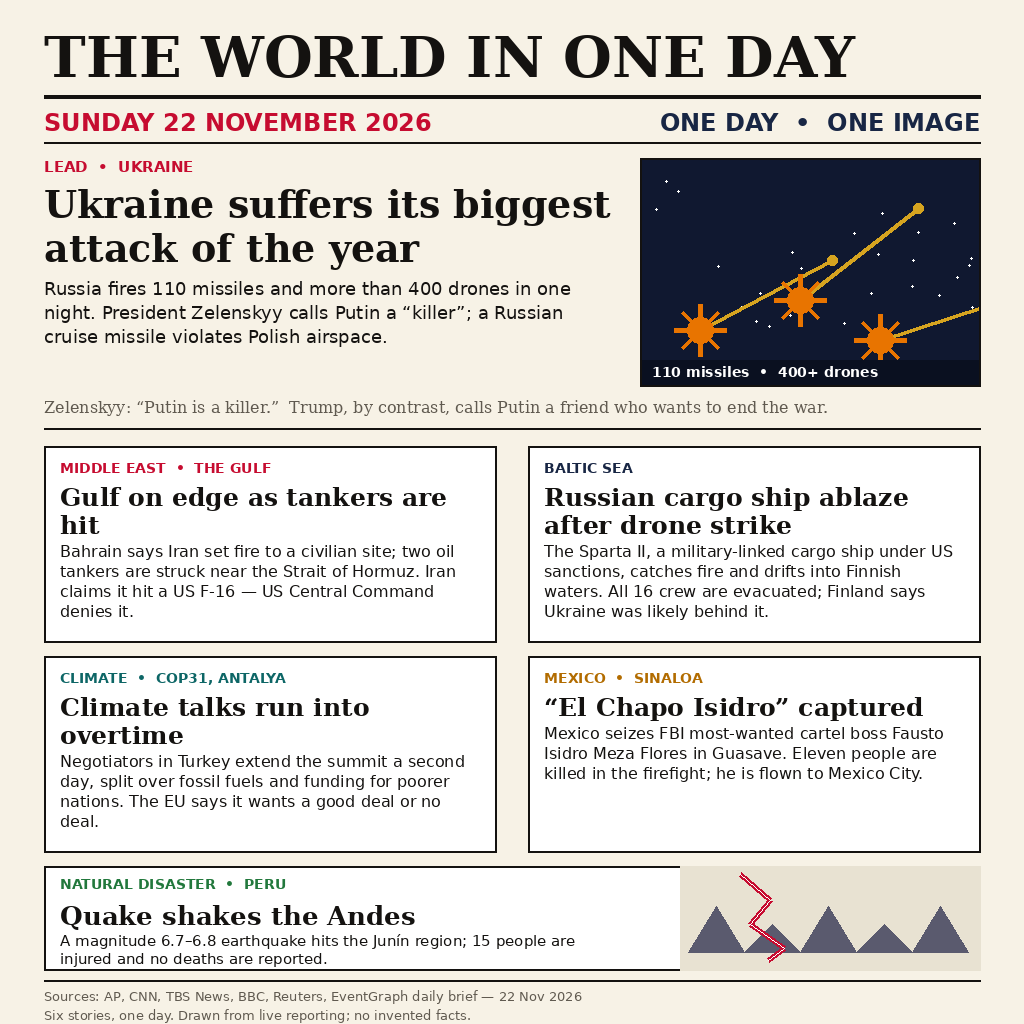 THE WORLD IN ONE DAY
SUNDAY 22 NOVEMBER 2026
ONE DAY • ONE IMAGE
LEAD • UKRAINE
Ukraine suffers its biggest
attack of the year
Russia fires 110 missiles and more than 400 drones in one
night. President Zelenskyy calls Putin a “killer”; a Russian
cruise missile violates Polish airspace.
110 missiles • 400+ drones
Zelenskyy: “Putin is a killer.” Trump, by contrast, calls Putin a friend who wants to end the war.
MIDDLE EAST • THE GULF
Gulf on edge as tankers are
hit
Bahrain says Iran set fire to a civilian site; two oil
tankers are struck near the Strait of Hormuz. Iran
claims it hit a US F-16 — US Central Command
denies it.
BALTIC SEA
Russian cargo ship ablaze
after drone strike
The Sparta II, a military-linked cargo ship under US
sanctions, catches fire and drifts into Finnish
waters. All 16 crew are evacuated; Finland says
Ukraine was likely behind it.
CLIMATE • COP31, ANTALYA
Climate talks run into
overtime
Negotiators in Turkey extend the summit a second
day, split over fossil fuels and funding for poorer
nations. The EU says it wants a good deal or no
deal.
MEXICO • SINALOA
“El Chapo Isidro” captured
Mexico seizes FBI most-wanted cartel boss Fausto
Isidro Meza Flores in Guasave. Eleven people are
killed in the firefight; he is flown to Mexico City.
NATURAL DISASTER • PERU
Quake shakes the Andes
A magnitude 6.7–6.8 earthquake hits the Junín region; 15 people are
injured and no deaths are reported.
Sources: AP, CNN, TBS News, BBC, Reuters, EventGraph daily brief — 22 Nov 2026
Six stories, one day. Drawn from live reporting; no invented facts.